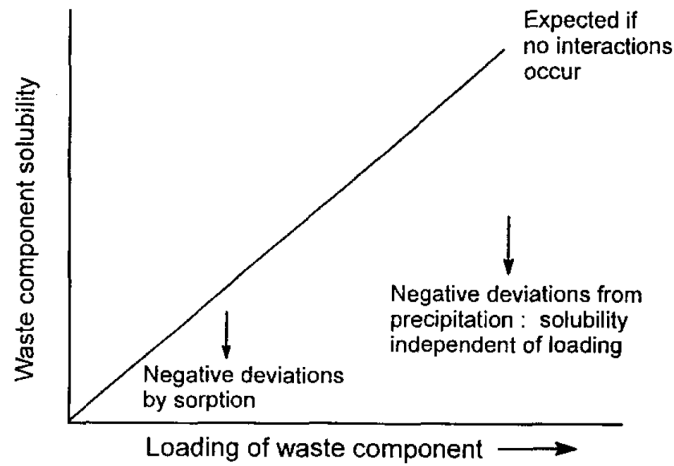 Expected if
no interactions
occur
Waste component solubility
Negative deviations from
precipitation : solubility
independent of loading
Negative deviations
by sorption
Loading of waste component